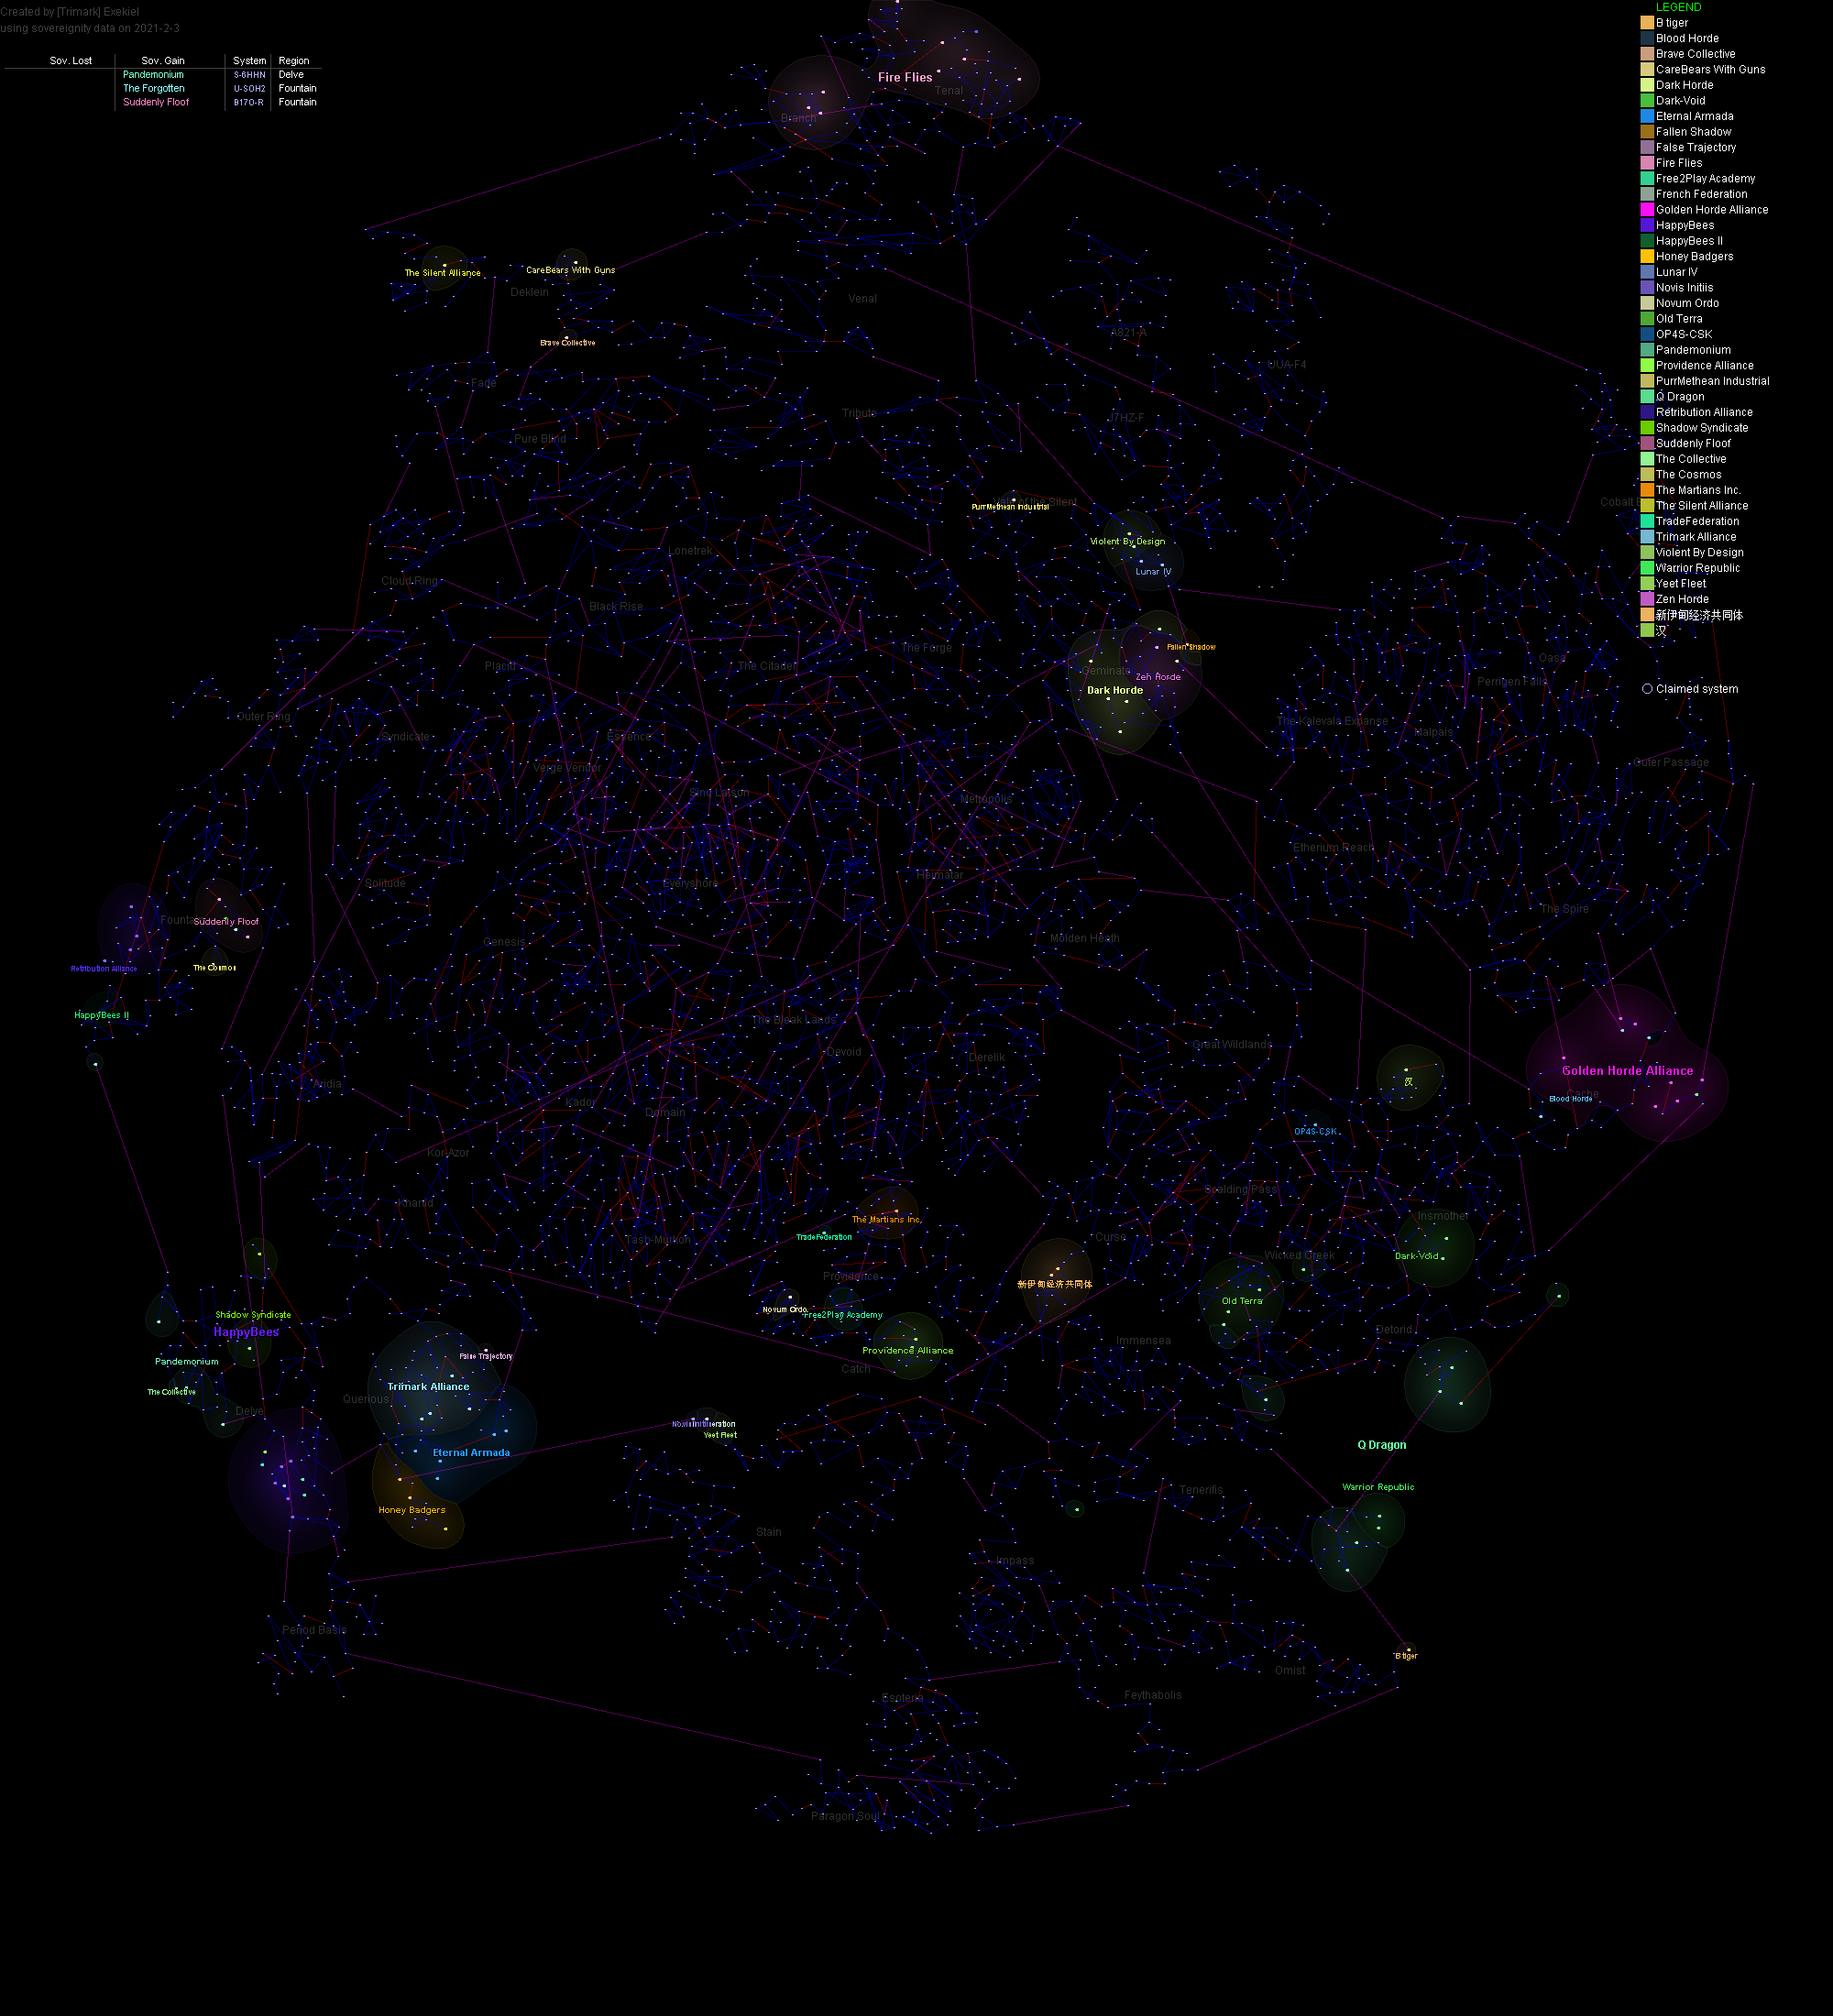 Created by [Trimark] Exekiel
using sovereignity data on 2021-2-3
Sov. Lost Sov. Gain System Region
Pandemonium S-6HHN Delve
The Forgotten U-SOH2 Fountain
Suddenly Floof B17O-R Fountain
LEGEND
B tiger
Blood Horde
Brave Collective
CareBears With Guns
Dark Horde
Dark-Void
Eternal Armada
Fallen Shadow
False Trajectory
Fire Flies
Free2Play Academy
French Federation
Golden Horde Alliance
HappyBees
HappyBees II
Honey Badgers
Lunar IV
Novis Initiis
Novum Ordo
Old Terra
OP4S-CSK
Pandemonium
Providence Alliance
PurrMethean Industrial
Q Dragon
Retribution Alliance
Shadow Syndicate
Suddenly Floof
The Collective
The Cosmos
The Martians Inc.
The Silent Alliance
TradeFederation
Trimark Alliance
Violent By Design
Warrior Republic
Yeet Fleet
Zen Horde
新伊甸经济共同体
汉
Claimed system
Fire Flies
Tenal
Branch
The Silent Alliance
CareBears With Guns
Deklein
Venal
Brave Collective
A821-A
UUA-F4
Fade
Tribute
J7HZ-F
Pure Blind
PurrMethean Industrial
Vale of the Silent
Cobalt
Violent By Design
Lonetrek
Lunar IV
Cloud Ring
Black Rise
The Forge
Fallen Shadow
Placid
The Citadel
Geminate
Zen Horde
Dark Horde
Oasa
Perrigen Falls
Outer Ring
Syndicate
Essence
The Kalevala Expanse
Malpais
Verge Vendor
Outer Passage
Sinq Laison
Metropolis
Etherium Reach
Solitude
Everyshore
Heimatar
The Spire
Fountain
Suddenly Floof
Genesis
Molden Heath
Retribution Alliance
The Cosmos
HappyBees II
The Bleak Lands
Great Wildlands
Devoid
Derelik
Golden Horde Alliance
汉
Aridia
Cache
Blood Horde
Kador
Domain
OP4S-CSK
Kor-Azor
Khanid
Scalding Pass
The Martians Inc.
Insmother
Tash-Murkon
TradeFederation
Curse
Wicked Creek
Dark-Void
Providence
新伊甸经济共同体
Old Terra
Novum Ordo
Free2Play Academy
Shadow Syndicate
HappyBees
Detorid
Immensea
Providence Alliance
False Trajectory
Pandemonium
Catch
Trimark Alliance
The Collective
Querious
Delve
Novis Initiis
Yeet Fleet
Q Dragon
Eternal Armada
Warrior Republic
Tenerifis
Honey Badgers
Stain
Impass
Period Basis
B tiger
Omist
Esoteria
Feythabolis
Paragon Soul